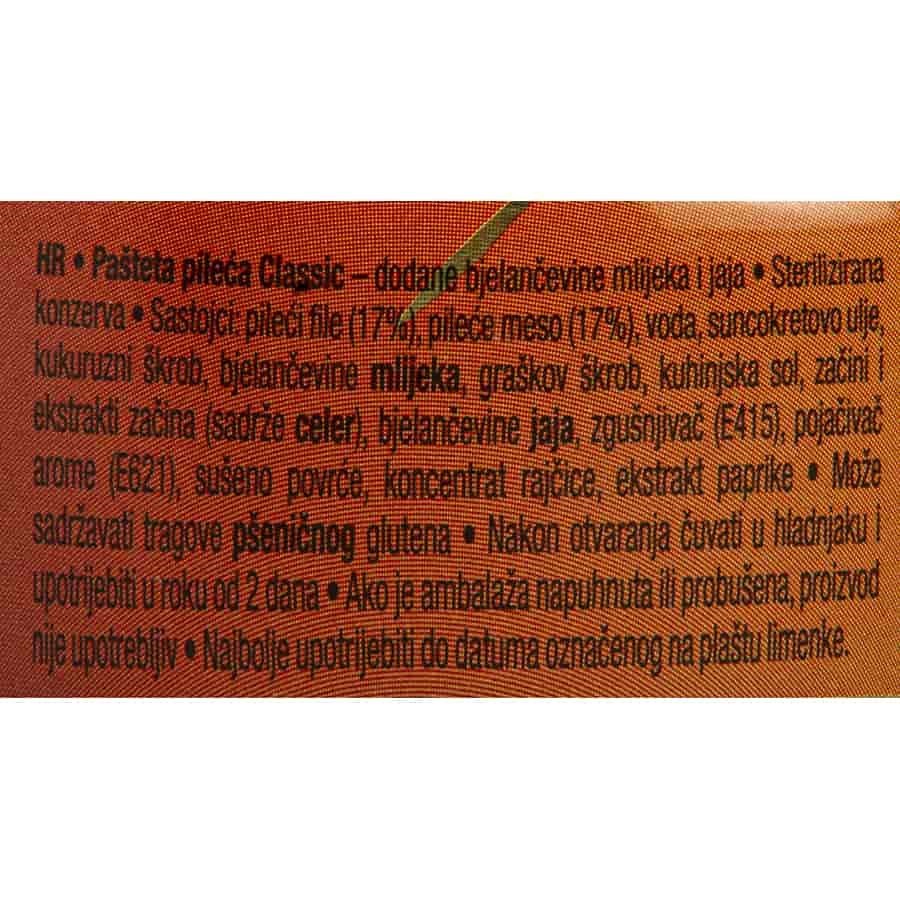 HR • Pašteta pileća Classic – dodane bjelančevine mlijeka i jaja • Sterilizirana
konzerva • Sastojci: pileći file (17%), pileće meso (17%), voda, suncokretovo ulje,
kukuruzni škrob, bjelančevine mlijeka, graškov škrob, kuhinjska sol, začini i
ekstrakti začina (sadrže celer), bjelančevine jaja, zgušnjivač (E415), pojačivač
arome (E621), sušeno povrće, koncentrat rajčice, ekstrakt paprike • Može
sadržavati tragove pšeničnog glutena • Nakon otvaranja čuvati u hladnjaku i
upotrijebiti u roku od 2 dana • Ako je ambalaža napuhnuta ili probušena, proizvod
nije upotrebljiv • Najbolje upotrijebiti do datuma označenog na plaštu limenke.